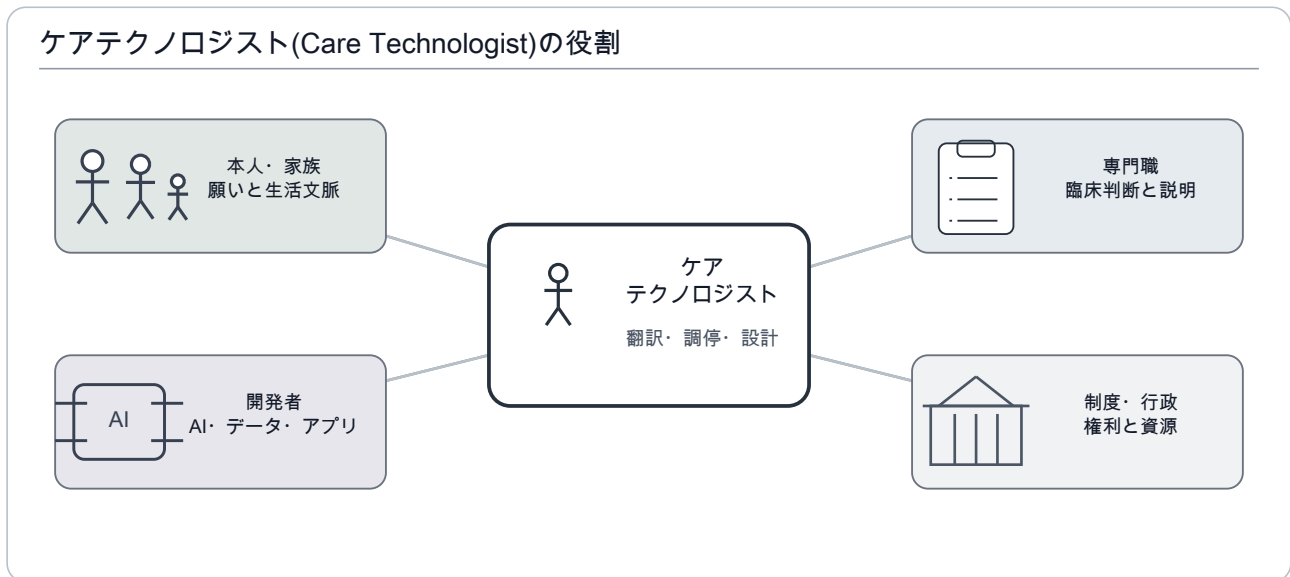 ケアテクノロジスト(Care Technologist)の役割
本人・家族
願いと生活文脈
専門職
臨床判断と説明
ケア
テクノロジスト
翻訳・調停・設計
AI
開発者
AI・データ・アプリ
制度・行政
権利と資源